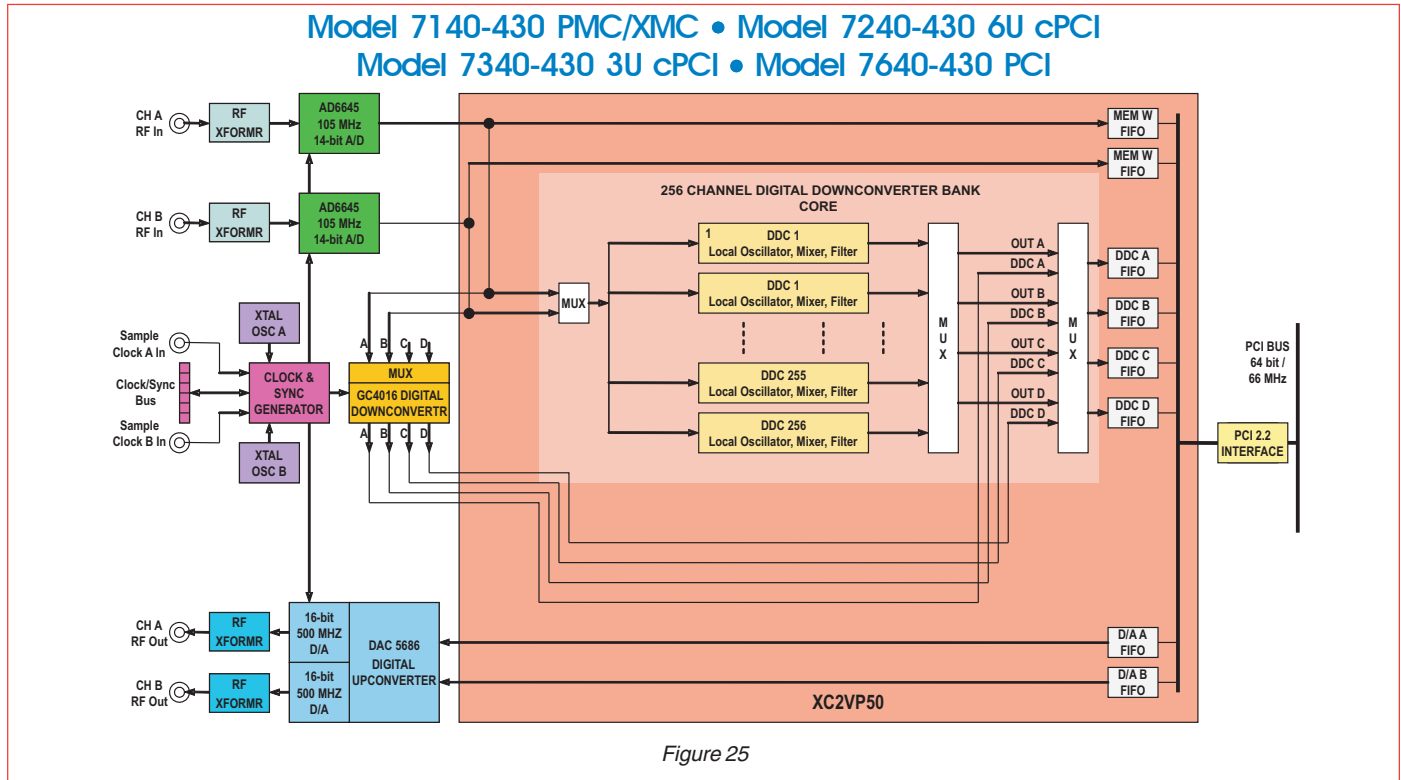 Model 7140-430 PMC/XMC • Model 7240-430 6U cPCI
Model 7340-430 3U cPCI • Model 7640-430 PCI
CH A
RF In
RF
XFORMR
AD6645
105 MHz
14-bit A/D
CH B
RF In
RF
XFORMR
AD6645
105 MHz
14-bit A/D
XTAL
OSC A
Sample
Clock A In
Clock/Sync
Bus
Sample
Clock B In
CLOCK &
SYNC
GENERATOR
XTAL
OSC B
A B C D
MUX
GC4016 DIGITAL
DOWNCONVERTR
A B C D
256 CHANNEL DIGITAL DOWNCONVERTER BANK
CORE
MUX
1
DDC 1
Local Oscillator, Mixer, Filter
DDC 1
Local Oscillator, Mixer, Filter
DDC 255
Local Oscillator, Mixer, Filter
DDC 256
Local Oscillator, Mixer, Filter
M
U
X
OUT A
DDC A
OUT B
DDC B
OUT C
DDC C
OUT D
DDC D
M
U
X
MEM W
FIFO
MEM W
FIFO
DDC A
FIFO
DDC B
FIFO
DDC C
FIFO
DDC D
FIFO
PCI BUS
64 bit /
66 MHz
PCI 2.2
INTERFACE
CH A
RF Out
RF
XFORMR
16-bit
500 MHZ
D/A
CH B
RF Out
RF
XFORMR
16-bit
500 MHZ
D/A
DAC 5686
DIGITAL
UPCONVERTER
D/A A
FIFO
D/A B
FIFO
XC2VP50
Figure 25